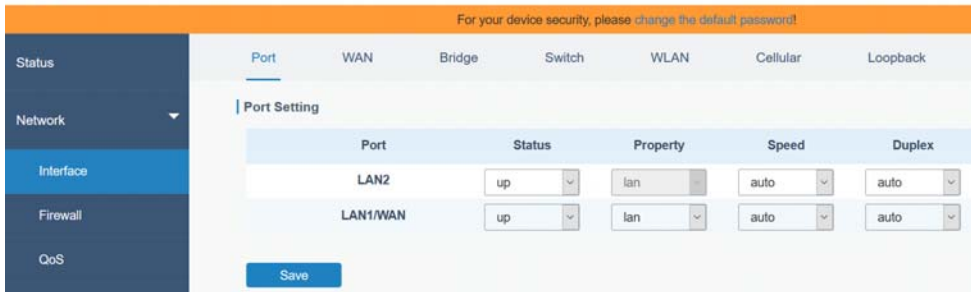 For your device security, please change the default password!
Status
Port WAN Bridge Switch WLAN Cellular Loopback
Port Setting
Network
Port Status Property Speed Duplex
Interface
LAN2 up lan auto auto
Firewall
LAN1/WAN up lan auto auto
QoS
Save